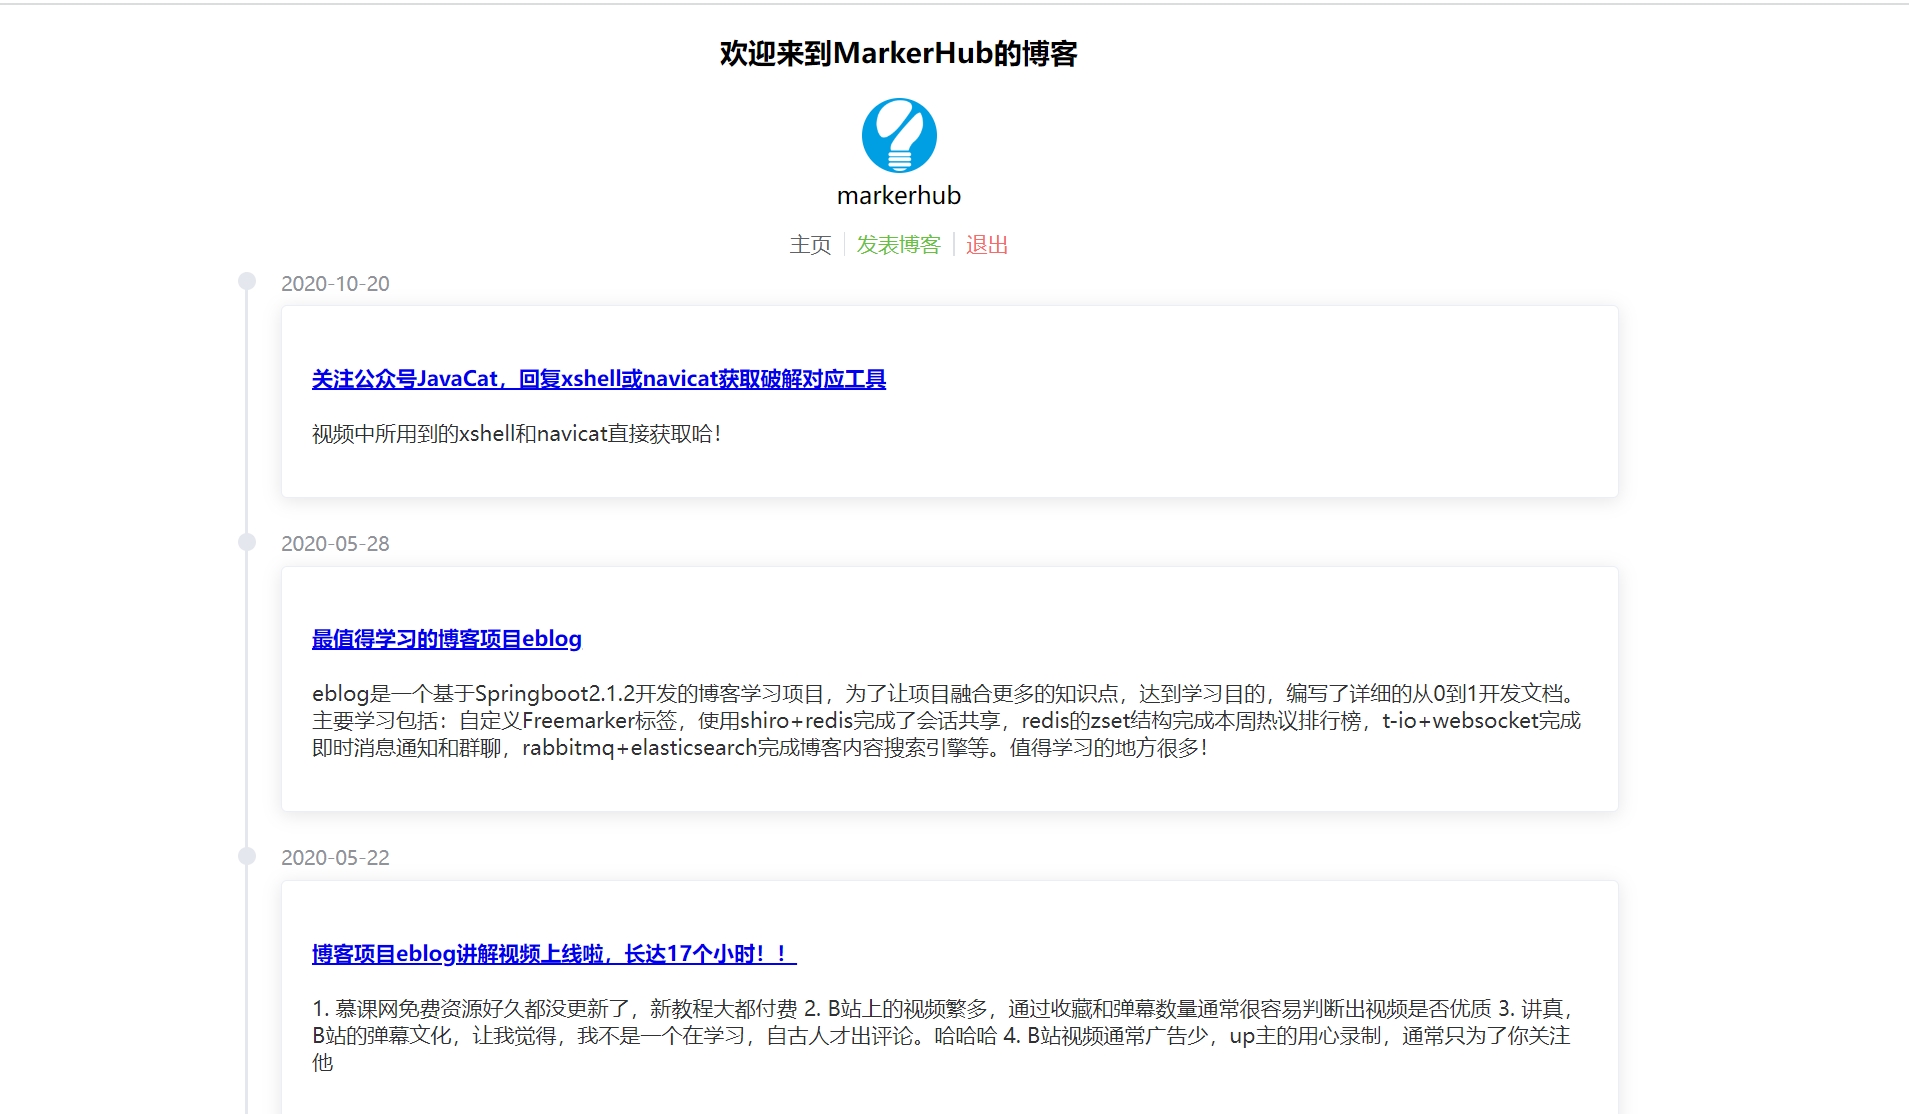 欢迎来到MarkerHub的博客
markerhub
主页 发表博客 退出
2020-10-20
关注公众号JavaCat，回复xshell或navicat获取破解对应工具
视频中所用到的xshell和navicat直接获取哈！
2020-05-28
最值得学习的博客项目eblog
eblog是一个基于Springboot2.1.2开发的博客学习项目，为了让项目融合更多的知识点，达到学习目的，编写了详细的从0到1开发文档。
主要学习包括：自定义Freemarker标签，使用shiro+redis完成了会话共享，redis的zset结构完成本周热议排行榜，t-io+websocket完成
即时消息通知和群聊，rabbitmq+elasticsearch完成博客内容搜索引擎等。值得学习的地方很多！
2020-05-22
博客项目eblog讲解视频上线啦，长达17个小时！！
1. 慕课网免费资源好久都没更新了，新教程大都付费 2. B站上的视频繁多，通过收藏和弹幕数量通常很容易判断出视频是否优质 3. 讲真，
B站的弹幕文化，让我觉得，我不是一个在学习，自古人才出评论。哈哈哈 4. B站视频通常广告少，up主的用心录制，通常只为了你关注
他